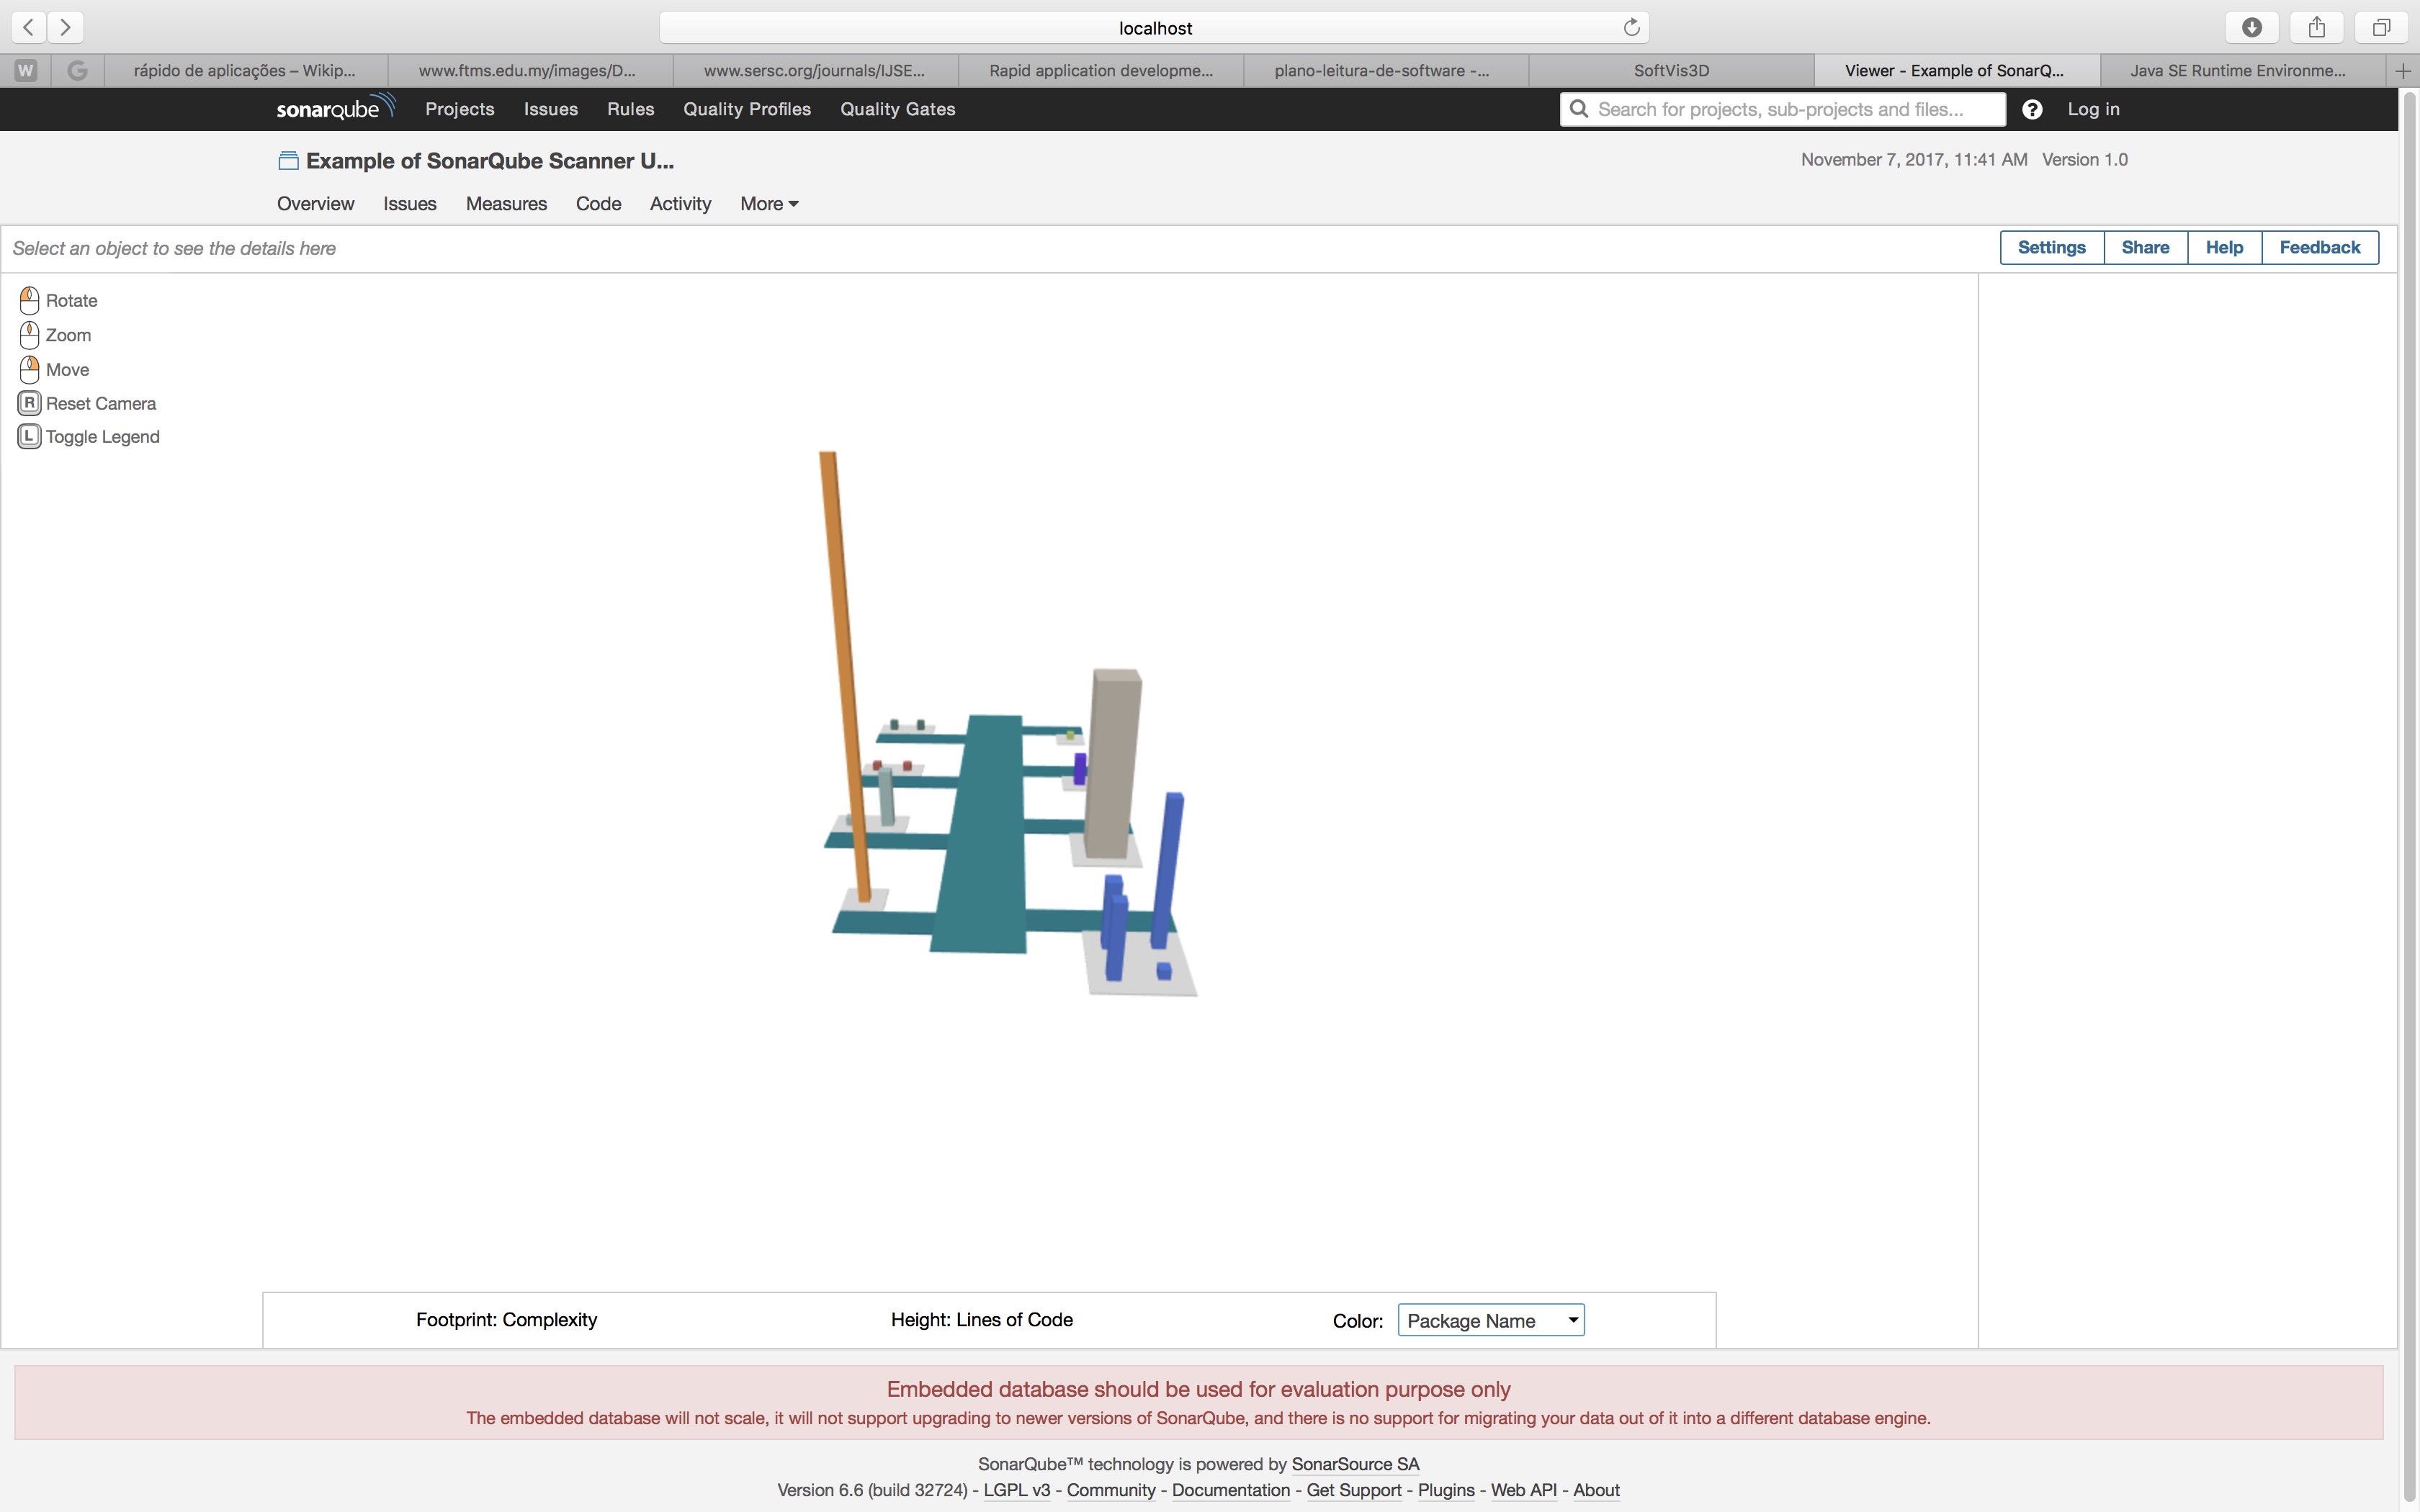 localhost
W G rápido de aplicações – Wikip... www.ftms.edu.my/images/D... www.sersc.org/journals/IJSE... Rapid application developme... plano-leitura-de-software -... SoftVis3D Viewer - Example of SonarQ... Java SE Runtime Environme...
sonarqube Projects Issues Rules Quality Profiles Quality Gates Search for projects, sub-projects and files... ? Log in
Example of SonarQube Scanner U... November 7, 2017, 11:41 AM Version 1.0
Overview Issues Measures Code Activity More
Select an object to see the details here Settings Share Help Feedback
Rotate
Zoom
Move
R Reset Camera
L Toggle Legend
Footprint: Complexity Height: Lines of Code Color: Package Name
Embedded database should be used for evaluation purpose only
The embedded database will not scale, it will not support upgrading to newer versions of SonarQube, and there is no support for migrating your data out of it into a different database engine.
SonarQube™ technology is powered by SonarSource SA
Version 6.6 (build 32724) - LGPL v3 - Community - Documentation - Get Support - Plugins - Web API - About